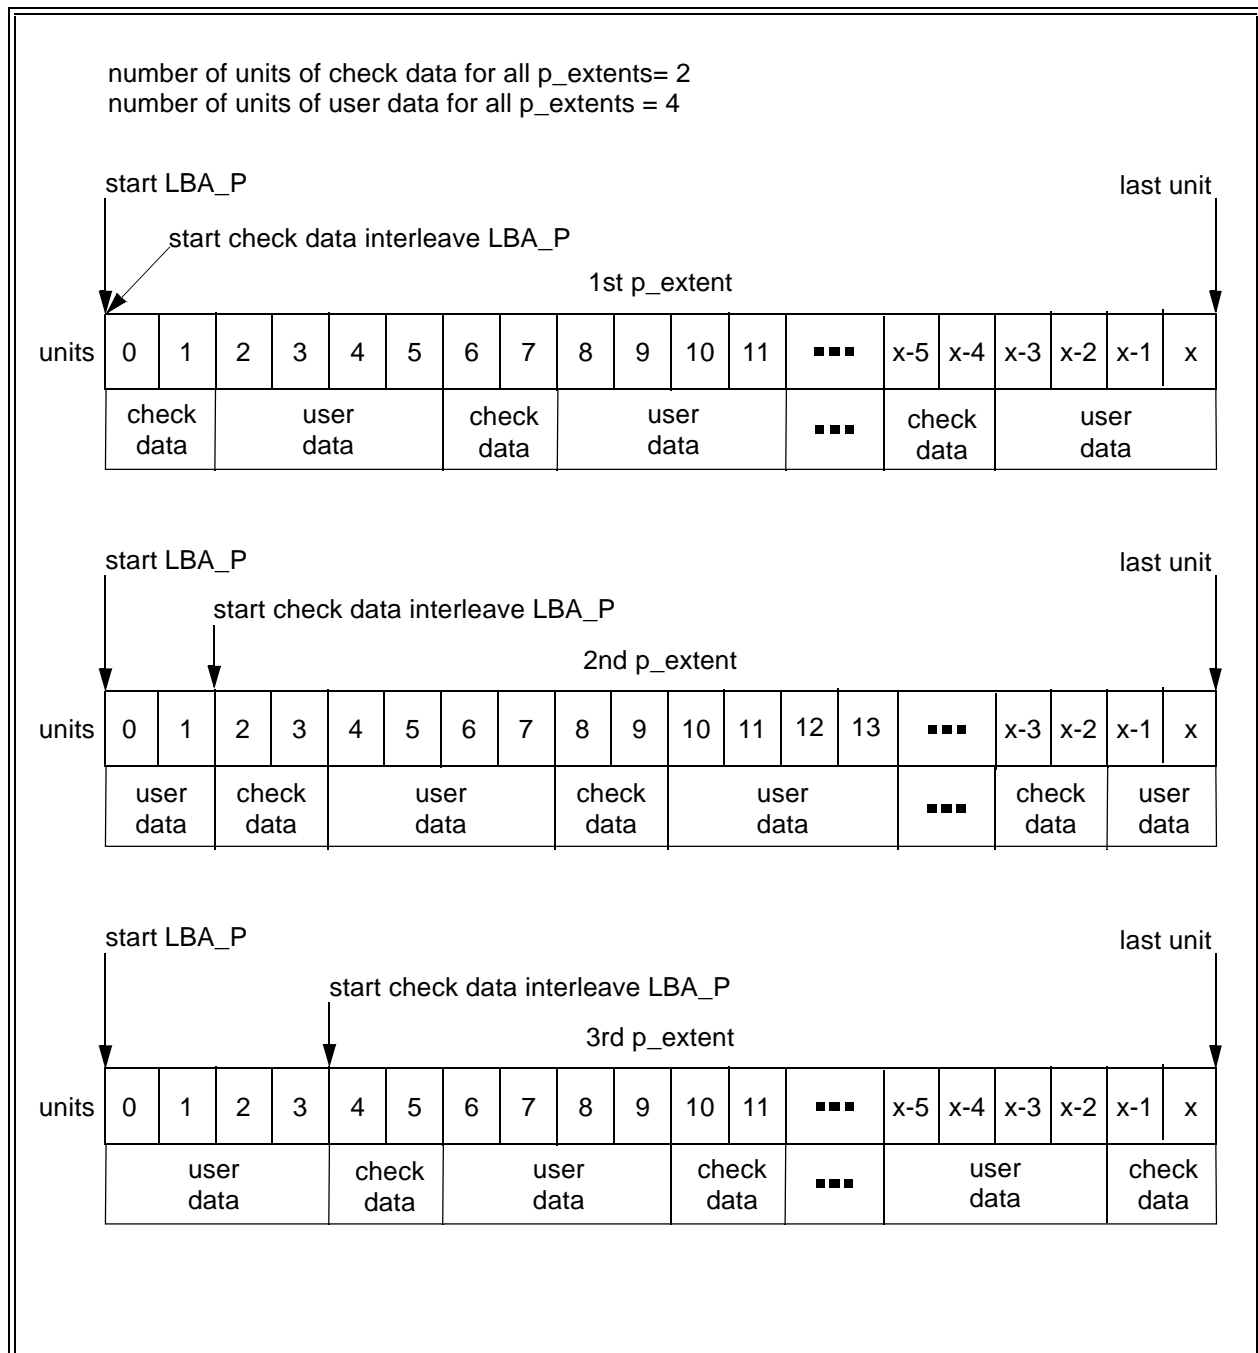 number of units of check data for all p_extents= 2
number of units of user data for all p_extents = 4
start LBA_P
last unit
start check data interleave LBA_P
1st p_extent
units 0 1 2 3 4 5 6 7 8 9 10 11 ▪▪▪ x-5 x-4 x-3 x-2 x-1 x
check data user data check data user data ▪▪▪ check data user data
start LBA_P
last unit
start check data interleave LBA_P
2nd p_extent
units 0 1 2 3 4 5 6 7 8 9 10 11 12 13 ▪▪▪ x-3 x-2 x-1 x
user data check data user data check data user data ▪▪▪ check data user data
start LBA_P
last unit
start check data interleave LBA_P
3rd p_extent
units 0 1 2 3 4 5 6 7 8 9 10 11 ▪▪▪ x-5 x-4 x-3 x-2 x-1 x
user data check data user data check data ▪▪▪ user data check data